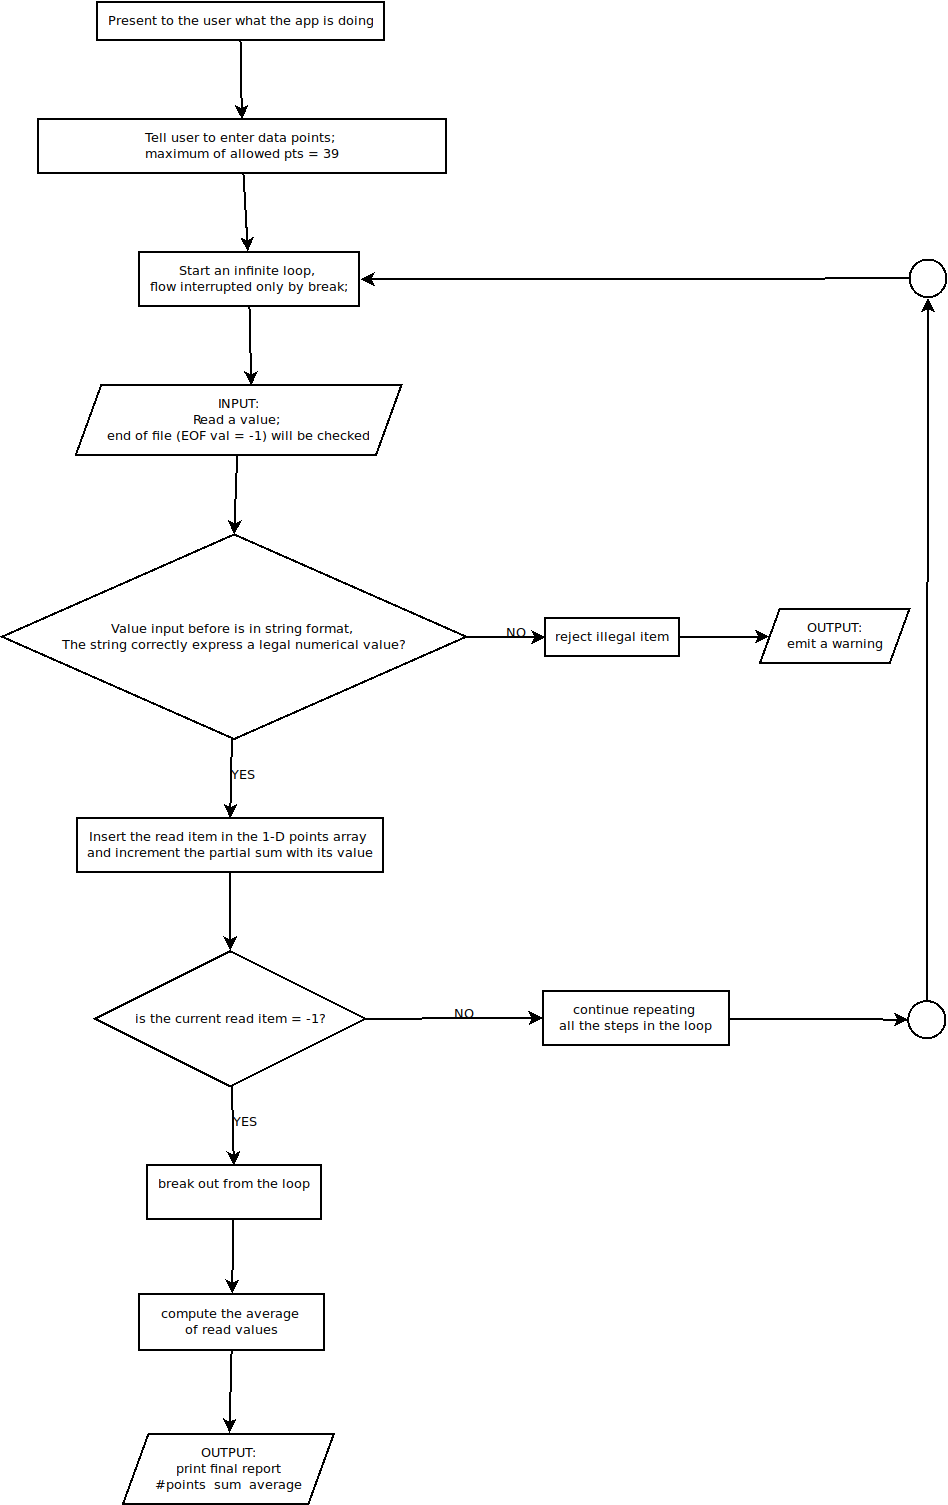 Present to the user what the app is doing
Tell user to enter data points;
maximum of allowed pts = 39
Start an infinite loop,
flow interrupted only by break;
INPUT:
Read a value;
end of file (EOF val = -1) will be checked
Value input before is in string format,
The string correctly express a legal numerical value?
NO
reject illegal item
OUTPUT:
emit a warning
YES
Insert the read item in the 1-D points array
and increment the partial sum with its value
is the current read item = -1?
NO
continue repeating
all the steps in the loop
YES
break out from the loop
compute the average
of read values
OUTPUT:
print final report
#points  sum  average